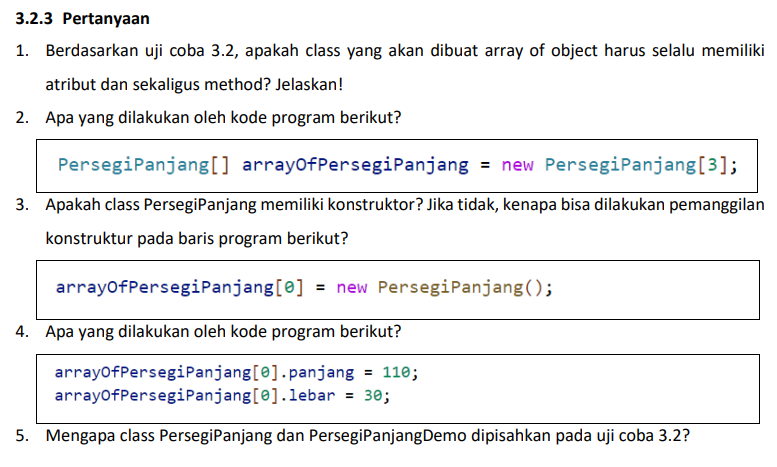 3.2.3 Pertanyaan
1. Berdasarkan uji coba 3.2, apakah class yang akan dibuat array of object harus selalu memiliki
atribut dan sekaligus method? Jelaskan!
2. Apa yang dilakukan oleh kode program berikut?
PersegiPanjang[] arrayOfPersegiPanjang = new PersegiPanjang[3];
3. Apakah class PersegiPanjang memiliki konstruktor? Jika tidak, kenapa bisa dilakukan pemanggilan
konstruktur pada baris program berikut?
arrayOfPersegiPanjang[0] = new PersegiPanjang();
4. Apa yang dilakukan oleh kode program berikut?
arrayOfPersegiPanjang[0].panjang = 110;
arrayOfPersegiPanjang[0].lebar = 30;
5. Mengapa class PersegiPanjang dan PersegiPanjangDemo dipisahkan pada uji coba 3.2?